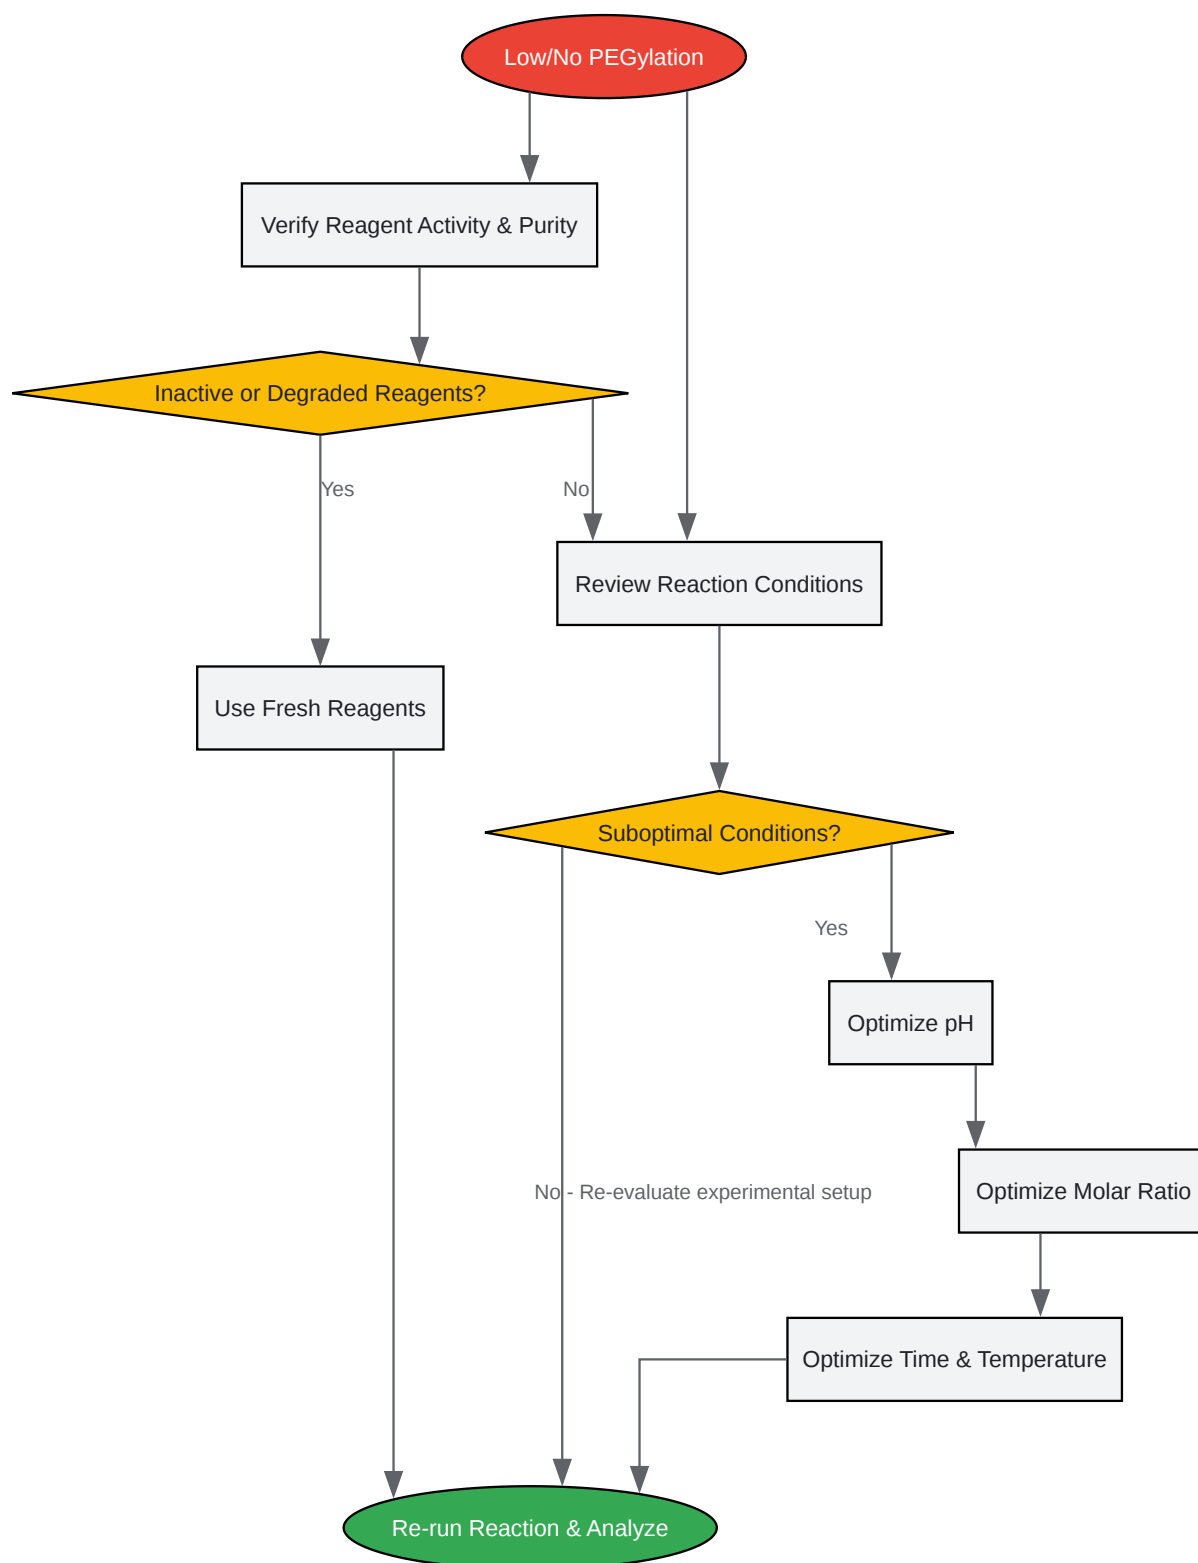 Low/No PEGylation
Verify Reagent Activity & Purity
Inactive or Degraded Reagents?
Yes
No
Review Reaction Conditions
Use Fresh Reagents
Suboptimal Conditions?
Yes
Optimize pH
No - Re-evaluate experimental setup
Optimize Molar Ratio
Optimize Time & Temperature
Re-run Reaction & Analyze